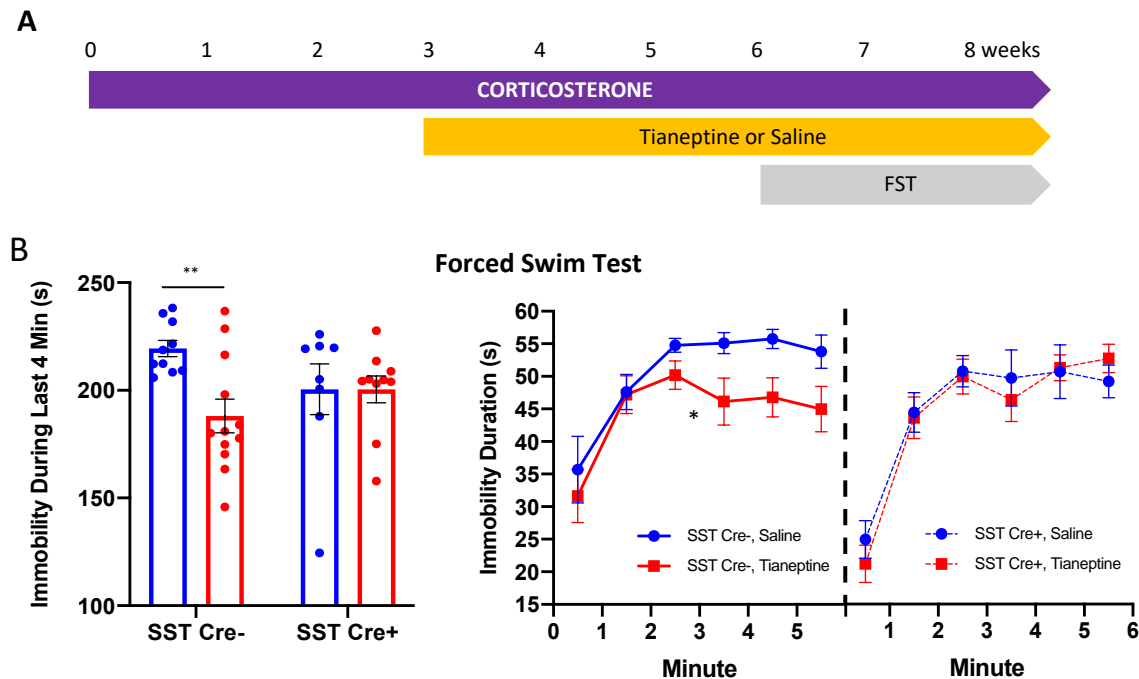 A
0 1 2 3 4 5 6 7 8 weeks
CORTICOSTERONE
Tianeptine or Saline
FST
B
Forced Swim Test
Immobility During Last 4 Min (s)
250
200
150
100
**
SST Cre- SST Cre+
Immobility Duration (s)
60
55
50
45
40
35
30
25
20
15
*
SST Cre-, Saline
SST Cre-, Tianeptine
SST Cre+, Saline
SST Cre+, Tianeptine
0 1 2 3 4 5 1 2 3 4 5 6
Minute Minute